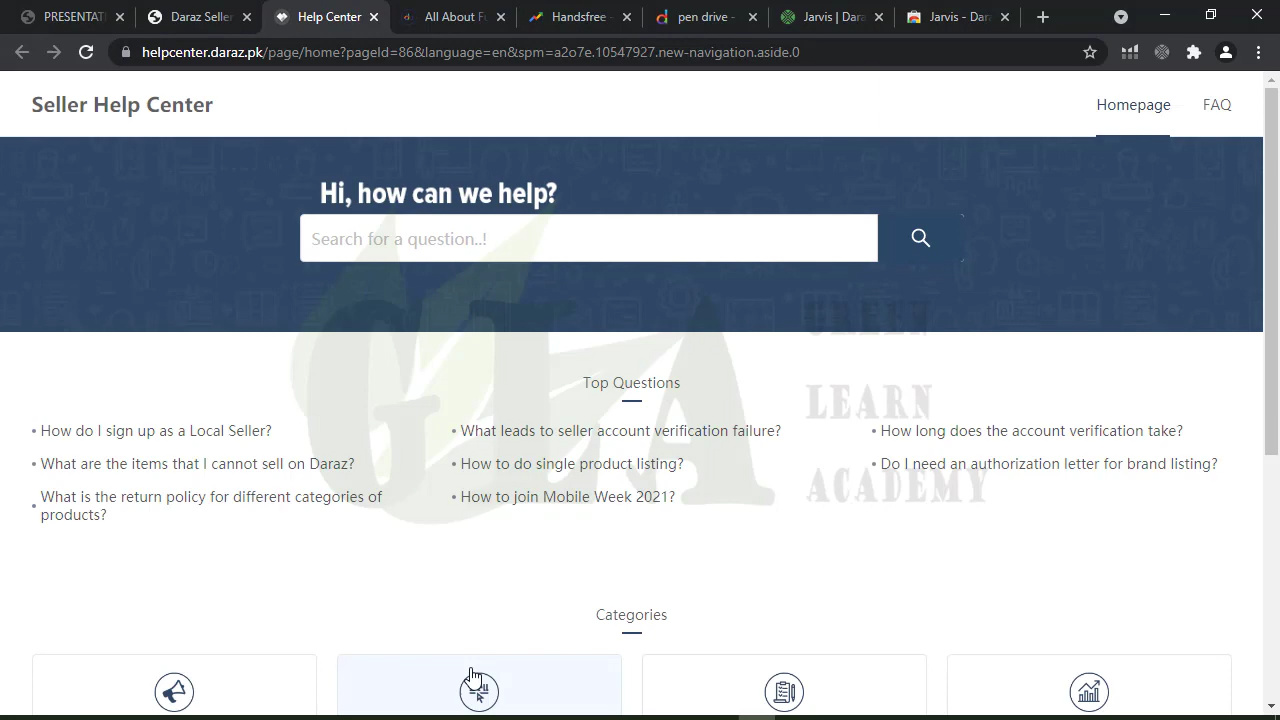 PRESENTAT
Daraz Seller
Help Center
All About Fu
Handsfree -
pen drive -
Jarvis | Dara
Jarvis - Dara
helpcenter.daraz.pk/page/home?pageId=86&language=en&spm=a2o7e.10547927.new-navigation.aside.0
Seller Help Center
Homepage
FAQ
Hi, how can we help?
Search for a question..!
GLA
GREEN
LEARN
ACADEMY
Top Questions
• How do I sign up as a Local Seller?
• What leads to seller account verification failure?
• How long does the account verification take?
• What are the items that I cannot sell on Daraz?
• How to do single product listing?
• Do I need an authorization letter for brand listing?
• What is the return policy for different categories of
products?
• How to join Mobile Week 2021?
Categories